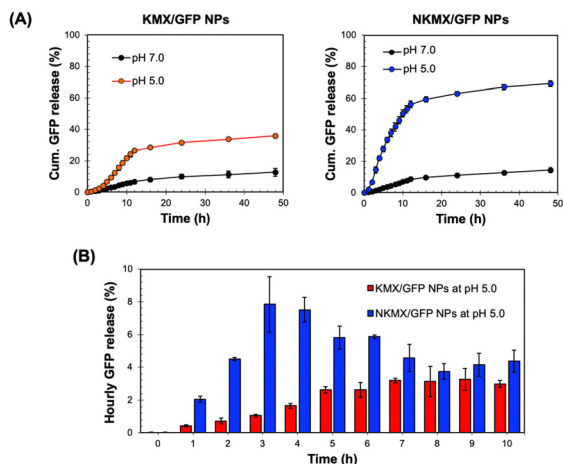 (A)
KMX/GFP NPs
NKMX/GFP NPs
Cum. GFP release (%)
100
80
60
40
20
0
pH 7.0
pH 5.0
0 10 20 30 40 50
Time (h)
Cum. GFP release (%)
100
80
60
40
20
0
pH 7.0
pH 5.0
0 10 20 30 40 50
Time (h)
(B)
Hourly GFP release (%)
10
8
6
4
2
0
KMX/GFP NPs at pH 5.0
NKMX/GFP NPs at pH 5.0
0 1 2 3 4 5 6 7 8 9 10
Time (h)